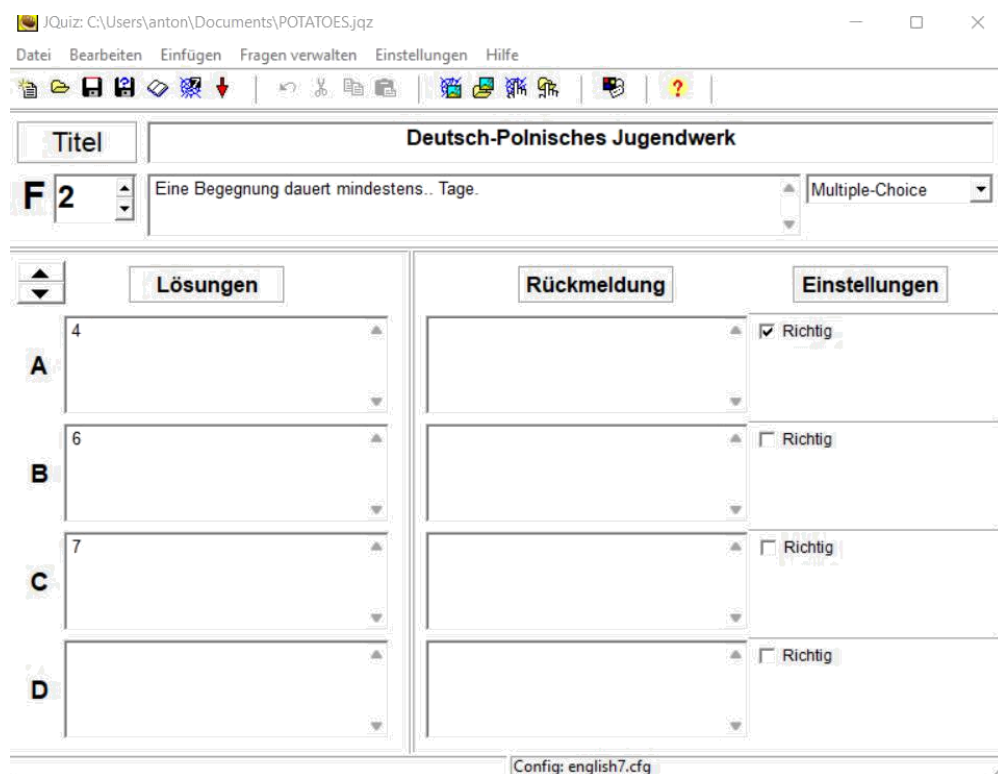 JQuiz: C:\Users\anton\Documents\POTATOES.jqz
Datei Bearbeiten Einfügen Fragen verwalten Einstellungen Hilfe
?
Titel
Deutsch-Polnisches Jugendwerk
F 2
Eine Begegnung dauert mindestens.. Tage.
Multiple-Choice
Lösungen Rückmeldung Einstellungen
A 4 Richtig
B 6 Richtig
C 7 Richtig
D Richtig
Config: english7.cfg